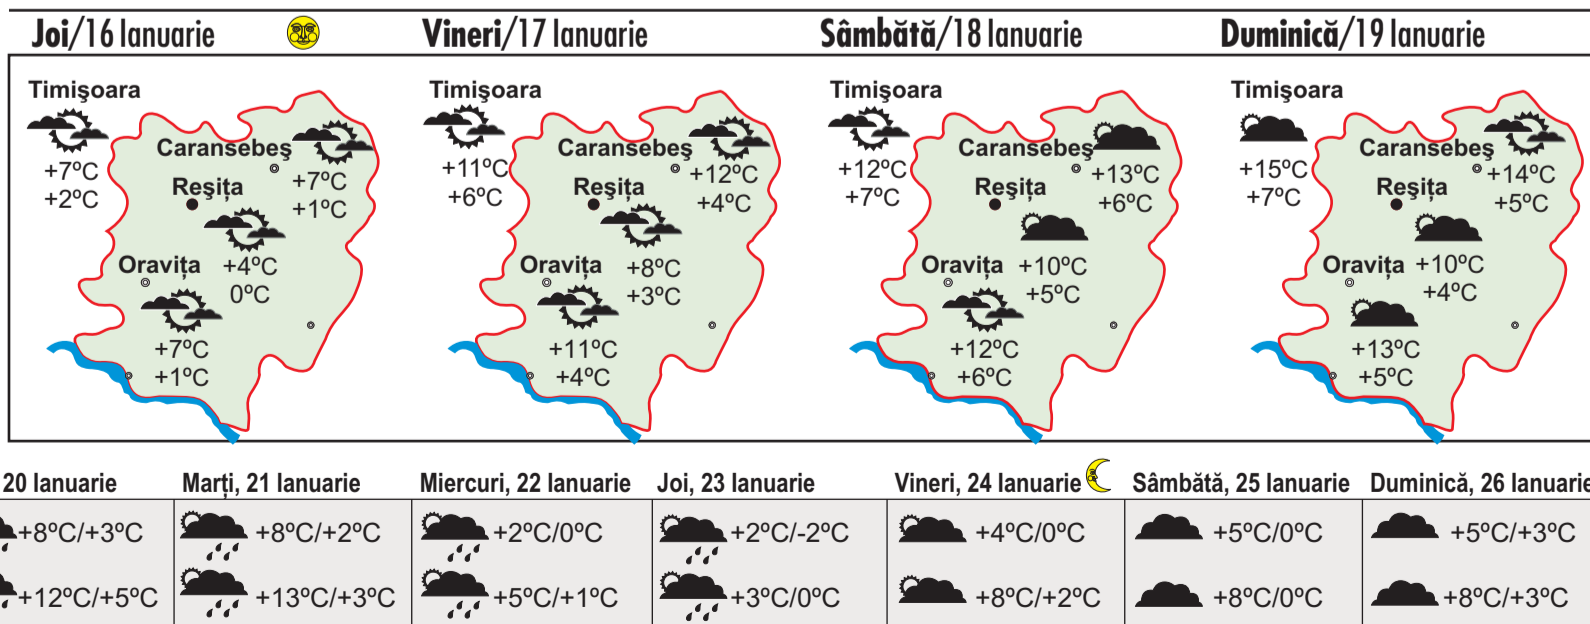 Joi/16 Ianuarie
Vineri/17 Ianuarie
Sâmbătă/18 Ianuarie
Duminică/19 Ianuarie
Timişoara
+7ºC
+2ºC
Caransebeş
+7ºC
+1ºC
Reşiţa
+4ºC
0ºC
Oraviţa
+7ºC
+1ºC
Timişoara
+11ºC
+6ºC
Caransebeş
+12ºC
+4ºC
Reşiţa
+8ºC
+3ºC
Oraviţa
+11ºC
+4ºC
Timişoara
+12ºC
+7ºC
Caransebeş
+13ºC
+6ºC
Reşiţa
+10ºC
+5ºC
Oraviţa
+12ºC
+6ºC
Timişoara
+15ºC
+7ºC
Caransebeş
+14ºC
+5ºC
Reşiţa
+10ºC
+4ºC
Oraviţa
+13ºC
+5ºC
20 Ianuarie
Marţi, 21 Ianuarie
Miercuri, 22 Ianuarie
Joi, 23 Ianuarie
Vineri, 24 Ianuarie
Sâmbătă, 25 Ianuarie
Duminică, 26 Ianuarie
+8ºC/+3ºC
+8ºC/+2ºC
+2ºC/0ºC
+2ºC/-2ºC
+4ºC/0ºC
+5ºC/0ºC
+5ºC/+3ºC
+12ºC/+5ºC
+13ºC/+3ºC
+5ºC/+1ºC
+3ºC/0ºC
+8ºC/+2ºC
+8ºC/0ºC
+8ºC/+3ºC